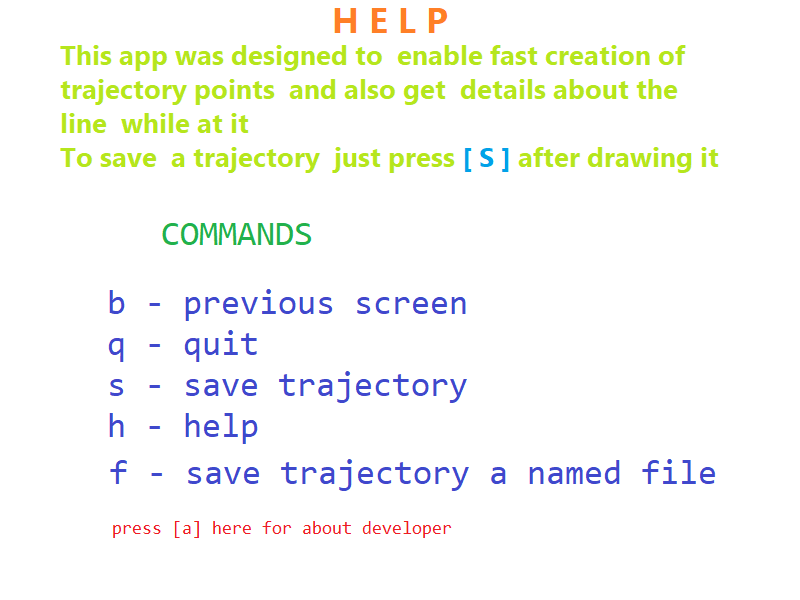 H E L P
This app was designed to  enable fast creation of
trajectory points  and also get  details about the
line  while at it
To save  a trajectory  just press [ S ] after drawing it
COMMANDS
b - previous screen
q - quit
s - save trajectory
h - help
f - save trajectory a named file
press [a] here for about developer